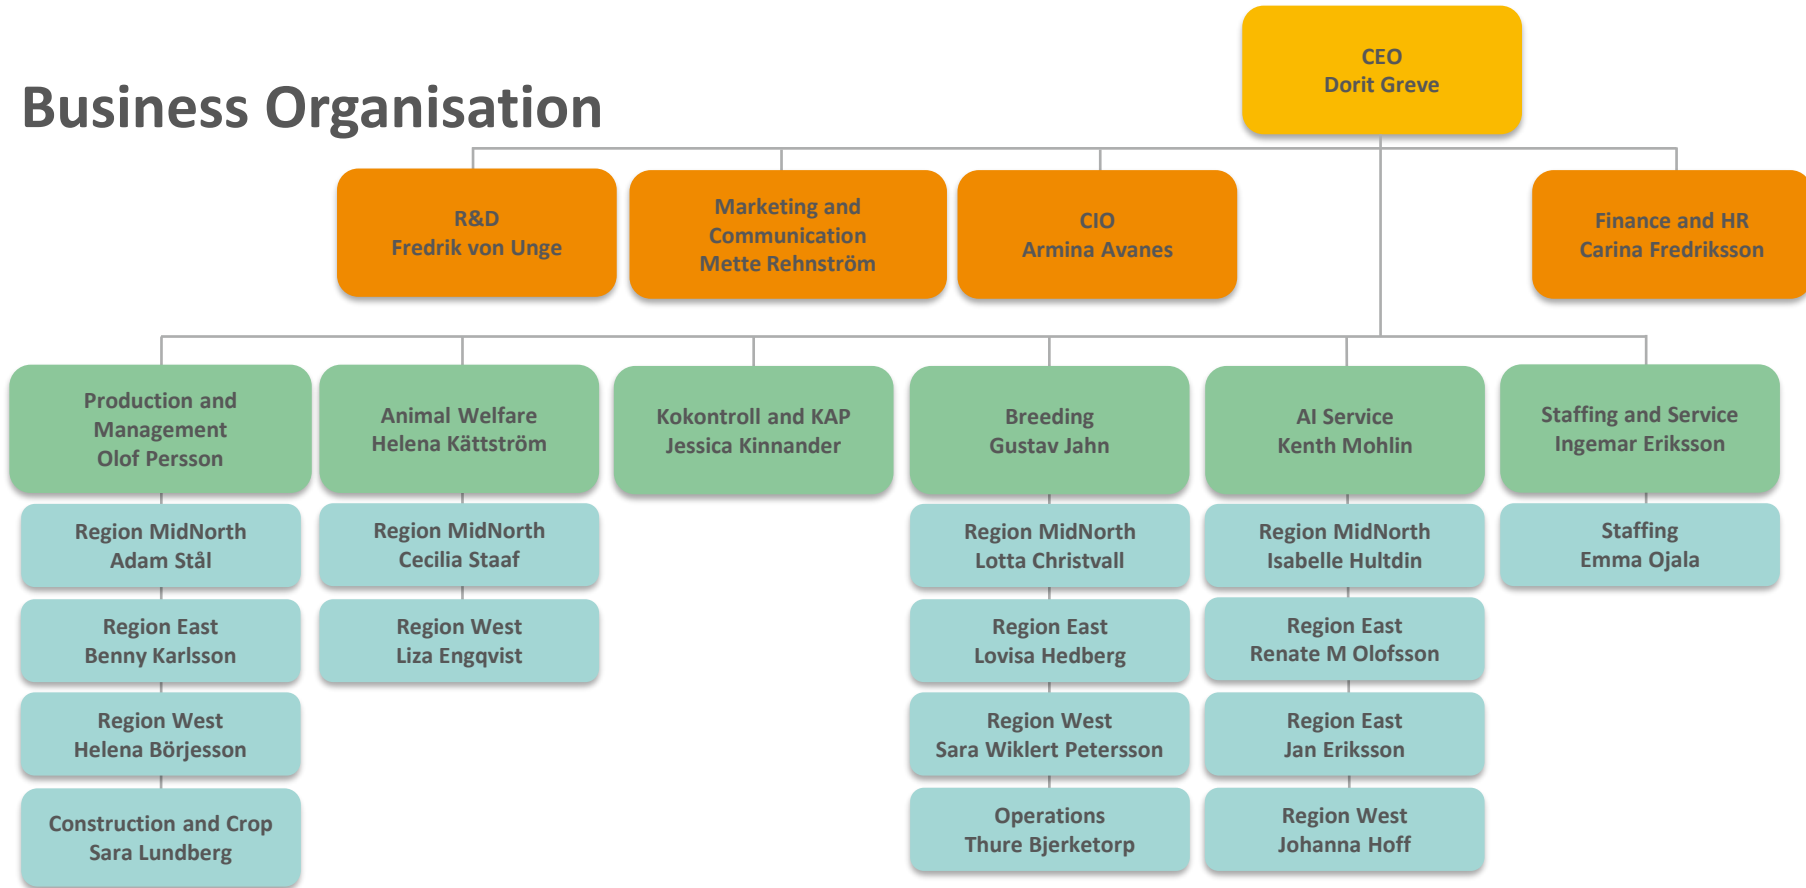 Business Organisation
CEO
Dorit Greve
R&D
Fredrik von Unge
Marketing and
Communication
Mette Rehnström
CIO
Armina Avanes
Finance and HR
Carina Fredriksson
Production and
Management
Olof Persson
Animal Welfare
Helena Kättström
Kokontroll and KAP
Jessica Kinnander
Breeding
Gustav Jahn
AI Service
Kenth Mohlin
Staffing and Service
Ingemar Eriksson
Region MidNorth
Adam Stål
Region East
Benny Karlsson
Region West
Helena Börjesson
Construction and Crop
Sara Lundberg
Region MidNorth
Cecilia Staaf
Region West
Liza Engqvist
Region MidNorth
Lotta Christvall
Region East
Lovisa Hedberg
Region West
Sara Wiklert Petersson
Operations
Thure Bjerketorp
Region MidNorth
Isabelle Hultdin
Region East
Renate M Olofsson
Region East
Jan Eriksson
Region West
Johanna Hoff
Staffing
Emma Ojala